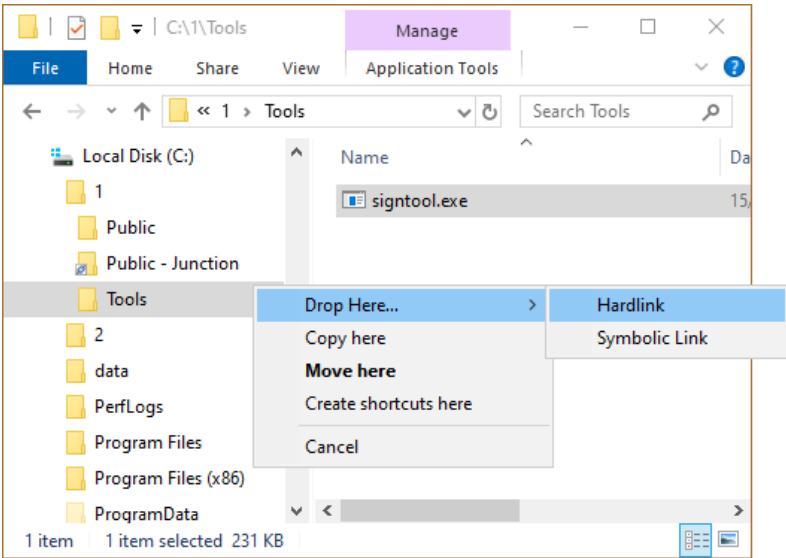 C:\1\Tools
Manage
File
Home
Share
View
Application Tools
« 1 › Tools
Search Tools
Local Disk (C:)
1
Public
Public - Junction
Tools
2
data
PerfLogs
Program Files
Program Files (x86)
ProgramData
Name
Da
signtool.exe
15/
Drop Here...
Copy here
Move here
Create shortcuts here
Cancel
Hardlink
Symbolic Link
1 item
1 item selected 231 KB